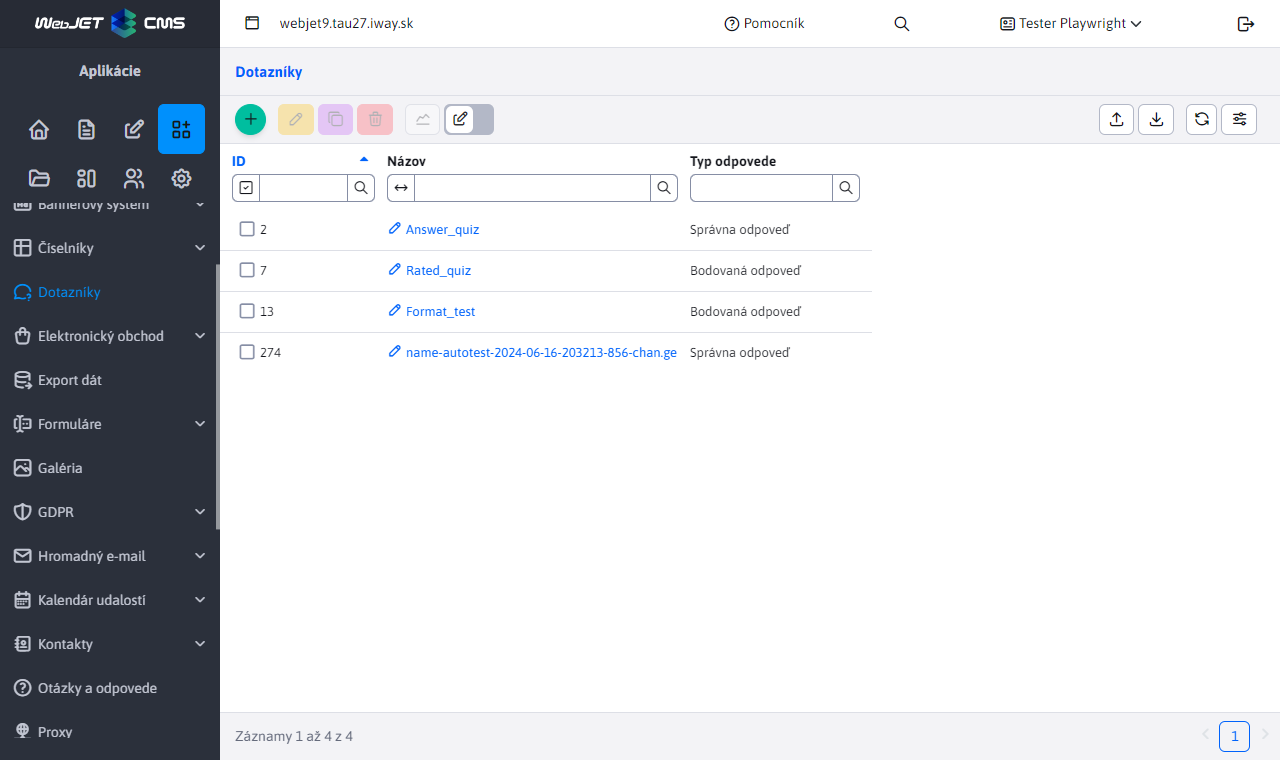 WebJET CMS
webjet9.tau27.iway.sk
Pomocník
Tester Playwright
Aplikácie
Bannerový systém
Číselníky
Dotazníky
Elektronický obchod
Export dát
Formuláre
Galéria
GDPR
Hromadný e-mail
Kalendár udalostí
Kontakty
Otázky a odpovede
Proxy
Dotazníky
ID Názov Typ odpovede
2 Answer_quiz Správna odpoveď
7 Rated_quiz Bodovaná odpoveď
13 Format_test Bodovaná odpoveď
274 name-autotest-2024-06-16-203213-856-chan.ge Správna odpoveď
Záznamy 1 až 4 z 4
1